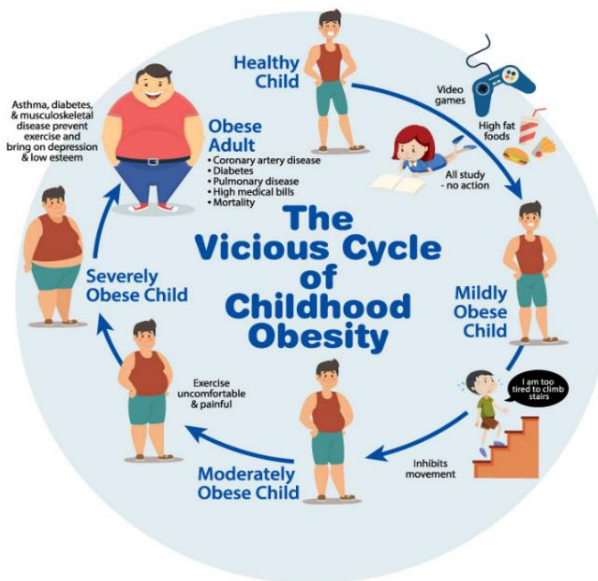 Healthy
Child
Video
games
High fat
foods
All study
- no action
Mildly
Obese
Child
I am too
tired to climb
stairs
Inhibits
movement
Moderately
Obese Child
Exercise
uncomfortable
& painful
Severely
Obese Child
Asthma, diabetes,
& musculoskeletal
disease prevent
exercise and
bring on depression
& low esteem
Obese
Adult
• Coronary artery disease
• Diabetes
• Pulmonary disease
• High medical bills
• Mortality
The
Vicious Cycle
of
Childhood
Obesity